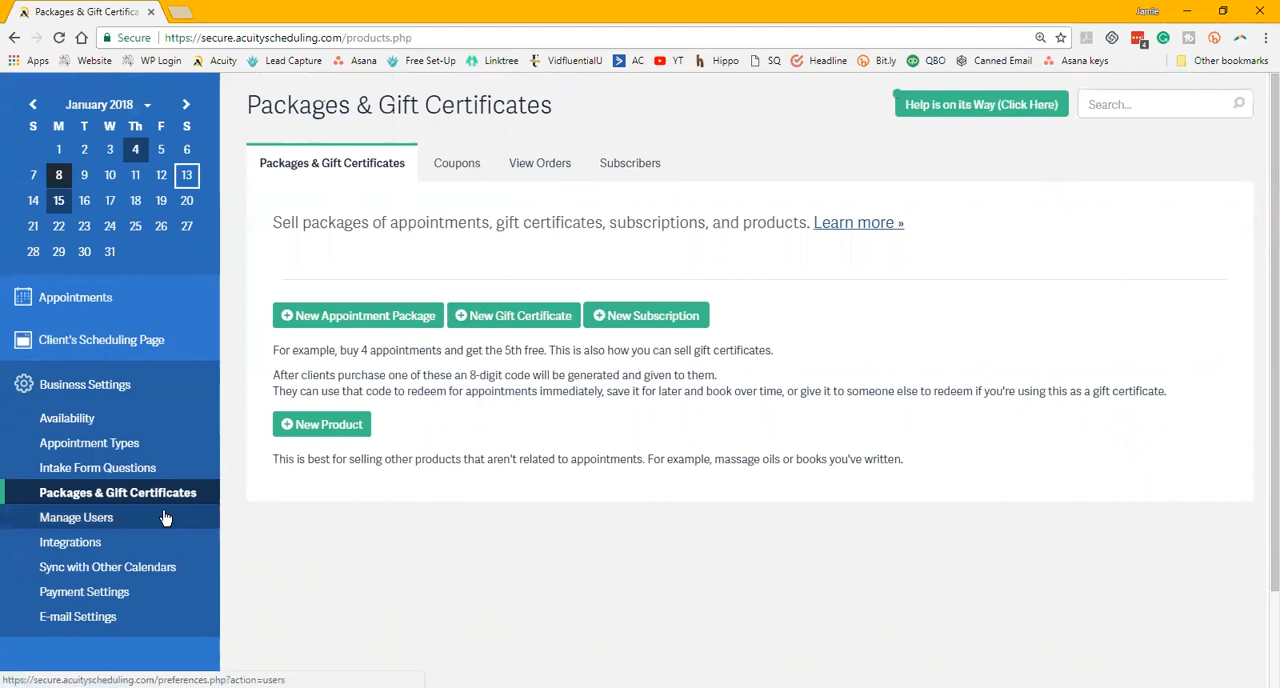 Packages & Gift Certifica
Jamie
Secure https://secure.acuityscheduling.com/products.php
4
Apps Website WP Login Acuity Lead Capture Asana Free Set-Up Linktree VidfluentialU AC YT Hippo SQ Headline Bit.ly QBO Canned Email Asana keys Other bookmarks
January 2018
S M T W Th F S
1 2 3 4 5 6
7 8 9 10 11 12 13
14 15 16 17 18 19 20
21 22 23 24 25 26 27
28 29 30 31
Appointments
Client's Scheduling Page
Business Settings
Availability
Appointment Types
Intake Form Questions
Packages & Gift Certificates
Manage Users
Integrations
Sync with Other Calendars
Payment Settings
E-mail Settings
Packages & Gift Certificates
Help is on its Way (Click Here)
Search...
Packages & Gift Certificates Coupons View Orders Subscribers
Sell packages of appointments, gift certificates, subscriptions, and products. Learn more »
New Appointment Package New Gift Certificate New Subscription
For example, buy 4 appointments and get the 5th free. This is also how you can sell gift certificates.
After clients purchase one of these an 8-digit code will be generated and given to them.
They can use that code to redeem for appointments immediately, save it for later and book over time, or give it to someone else to redeem if you're using this as a gift certificate.
New Product
This is best for selling other products that aren't related to appointments. For example, massage oils or books you've written.
https://secure.acuityscheduling.com/preferences.php?action=users